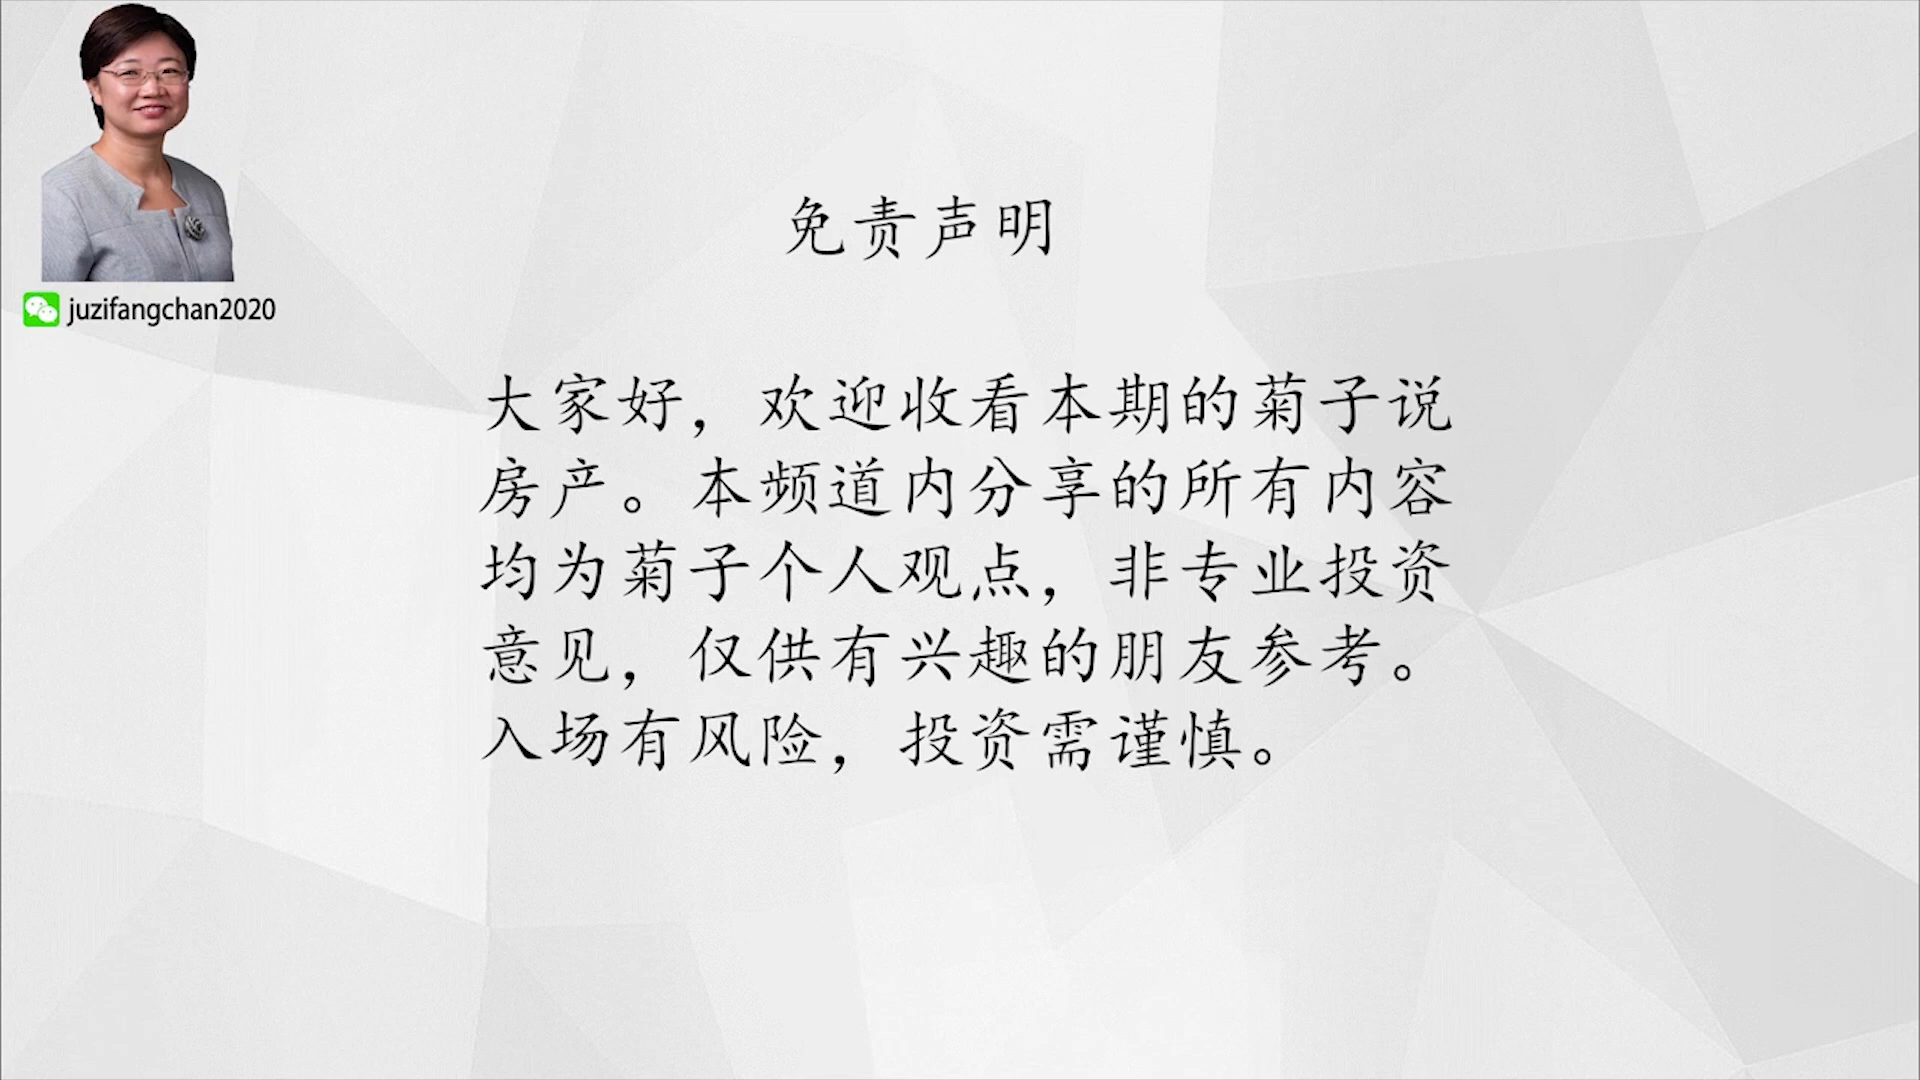 免责声明
juzifangchan2020
大家好，欢迎收看本期的菊子说
房产。本频道内分享的所有内容
均为菊子个人观点，非专业投资
意见，仅供有兴趣的朋友参考。
入场有风险，投资需谨慎。